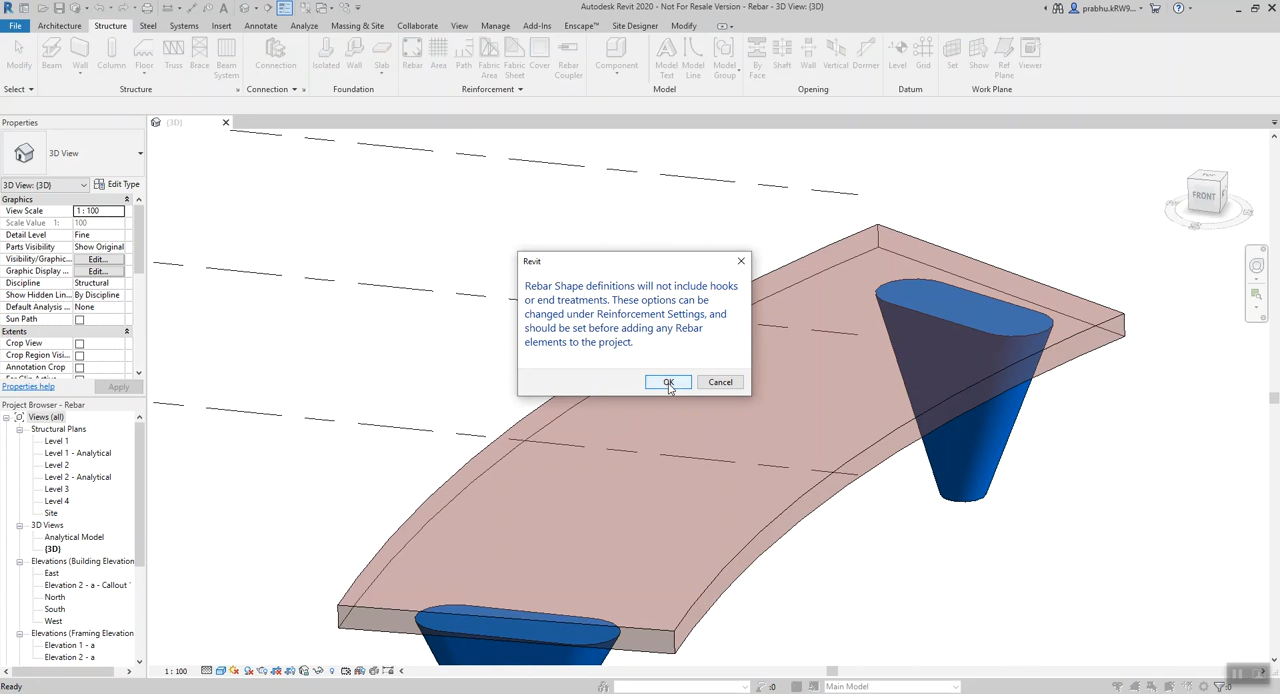 Autodesk Revit 2020 - Not For Resale Version - Rebar - 3D View: {3D}
prabhu.kRW9...
File Architecture Structure Steel Systems Insert Annotate Analyze Massing & Site Collaborate View Manage Add-Ins Enscape™ Site Designer Modify
Modify Beam Wall Column Floor Truss Brace Beam System Connection Isolated Wall Slab Rebar Area Path Fabric Area Fabric Sheet Cover Rebar Coupler Component Model Text Model Line Model Group By Face Shaft Wall Vertical Dormer Level Grid Set Show Ref Plane Viewer
Select Structure Connection Foundation Reinforcement Model Opening Datum Work Plane
Properties
{3D}
3D View
3D View: {3D} Edit Type
Graphics
View Scale 1 : 100
Scale Value 1: 100
Detail Level Fine
Parts Visibility Show Original
Visibility/Graphic... Edit...
Graphic Display ... Edit...
Discipline Structural
Show Hidden Lin... By Discipline
Default Analysis ... None
Sun Path
Extents
Crop View
Crop Region Visi...
Annotation Crop
Properties help Apply
Project Browser - Rebar
Views (all)
Structural Plans
Level 1
Level 1 - Analytical
Level 2
Level 2 - Analytical
Level 3
Level 4
Site
3D Views
Analytical Model
{3D}
Elevations (Building Elevation
East
Elevation 2 - a - Callout
North
South
West
Elevations (Framing Elevation
Elevation 1 - a
Elevation 2 - a
Revit
Rebar Shape definitions will not include hooks
or end treatments. These options can be
changed under Reinforcement Settings, and
should be set before adding any Rebar
elements to the project.
OK Cancel
FRONT
1 : 100
Ready
:0
Main Model
:0